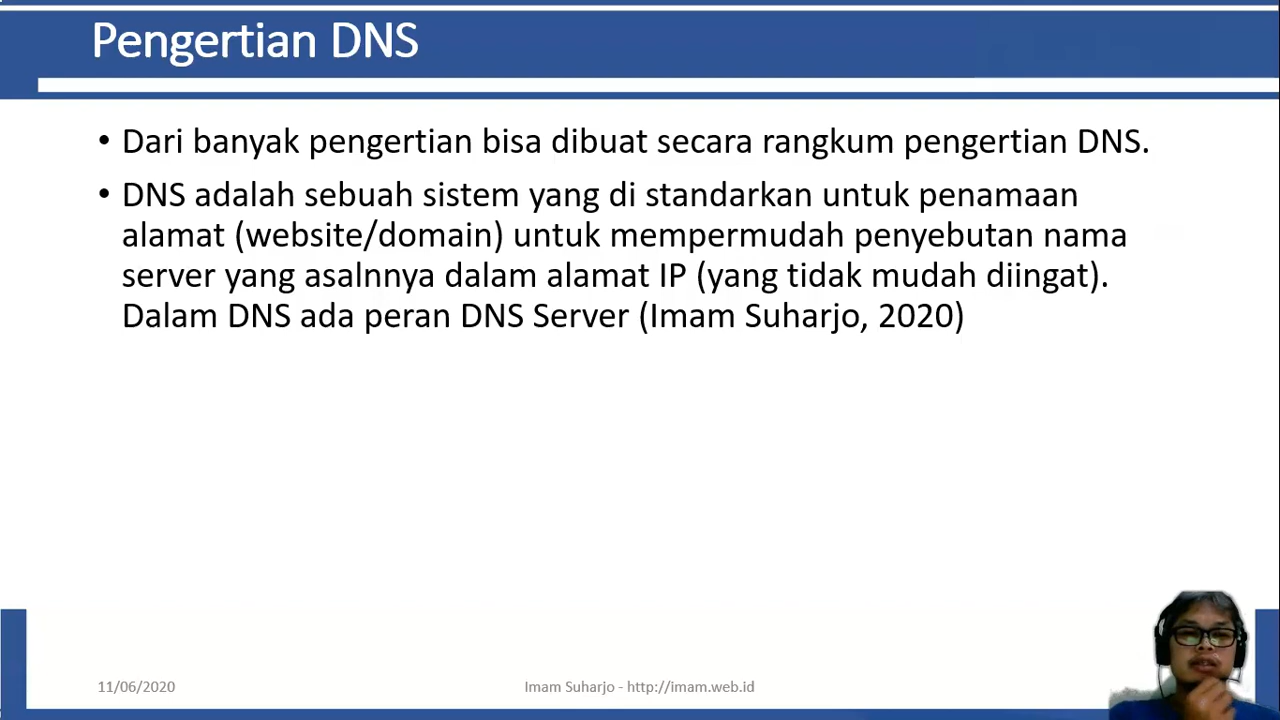 Pengertian DNS
• Dari banyak pengertian bisa dibuat secara rangkum pengertian DNS.
• DNS adalah sebuah sistem yang di standarkan untuk penamaan
alamat (website/domain) untuk mempermudah penyebutan nama
server yang asalnnya dalam alamat IP (yang tidak mudah diingat).
Dalam DNS ada peran DNS Server (Imam Suharjo, 2020)
11/06/2020
Imam Suharjo - http://imam.web.id